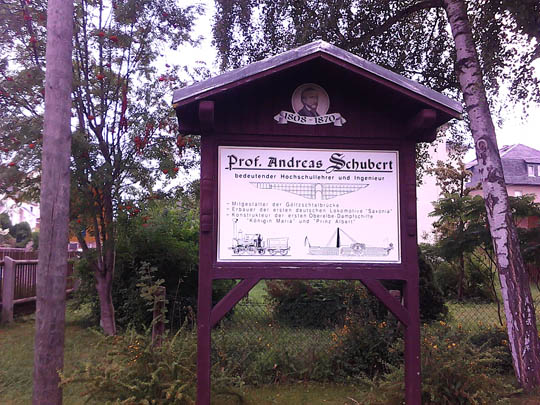 1808-1870
Prof. Andreas Schubert
bedeutender Hochschullehrer und Ingenieur
- Mitgestalter der Göltzschtalbrücke
- Erbauer der ersten deutschen Lokomotive "Saxonia"
- Konstrukteur der ersten Oberelbe Dampfschiffe
"Königin Maria" und "Prinz Albert"